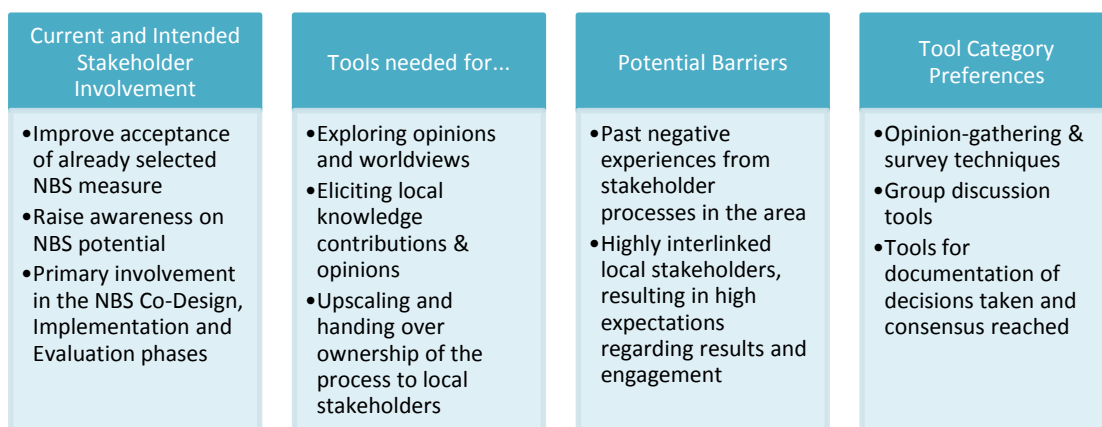 Current and Intended
Stakeholder
Involvement
•Improve acceptance
of already selected
NBS measure
•Raise awareness on
NBS potential
•Primary involvement
in the NBS Co-Design,
Implementation and
Evaluation phases
Tools needed for...
•Exploring opinions
and worldviews
•Eliciting local
knowledge
contributions &
opinions
•Upscaling and
handing over
ownership of the
process to local
stakeholders
Potential Barriers
•Past negative
experiences from
stakeholder
processes in the area
•Highly interlinked
local stakeholders,
resulting in high
expectations
regarding results and
engagement
Tool Category
Preferences
•Opinion-gathering &
survey techniques
•Group discussion
tools
•Tools for
documentation of
decisions taken and
consensus reached